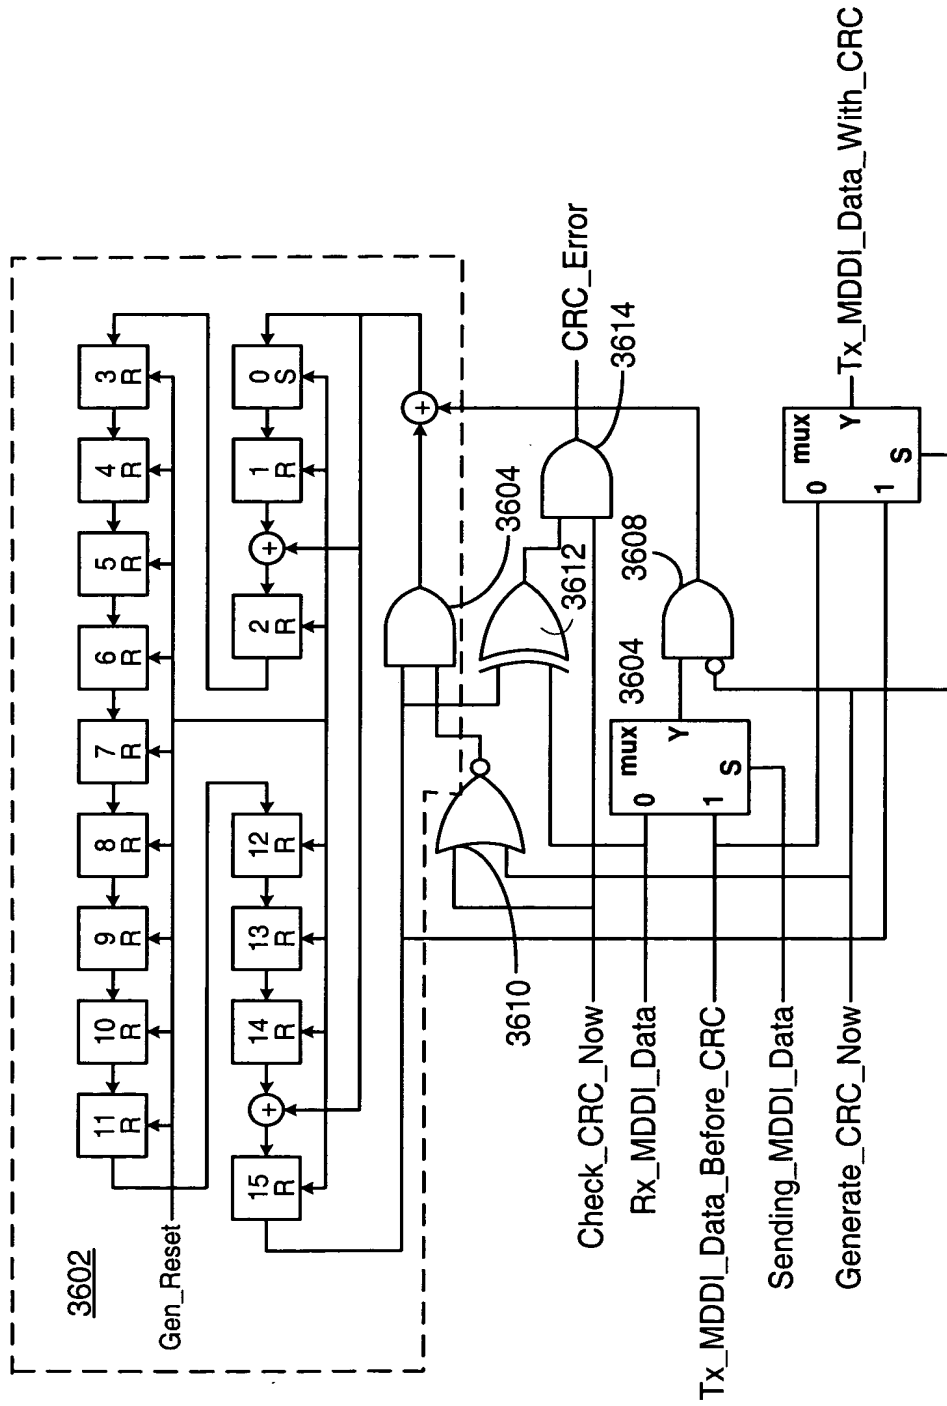 3602
Gen_Reset
11
R
10
R
9
R
8
R
7
R
6
R
5
R
4
R
3
R
15
R
+
14
R
13
R
12
R
2
R
+
1
R
0
S
+
3604
3610
3612
CRC_Error
3614
Check_CRC_Now
Rx_MDDI_Data
Tx_MDDI_Data_Before_CRC
Sending_MDDI_Data
Generate_CRC_Now
3604
mux
0
1
Y
S
3608
mux
0
1
Y
S
Tx_MDDI_Data_With_CRC